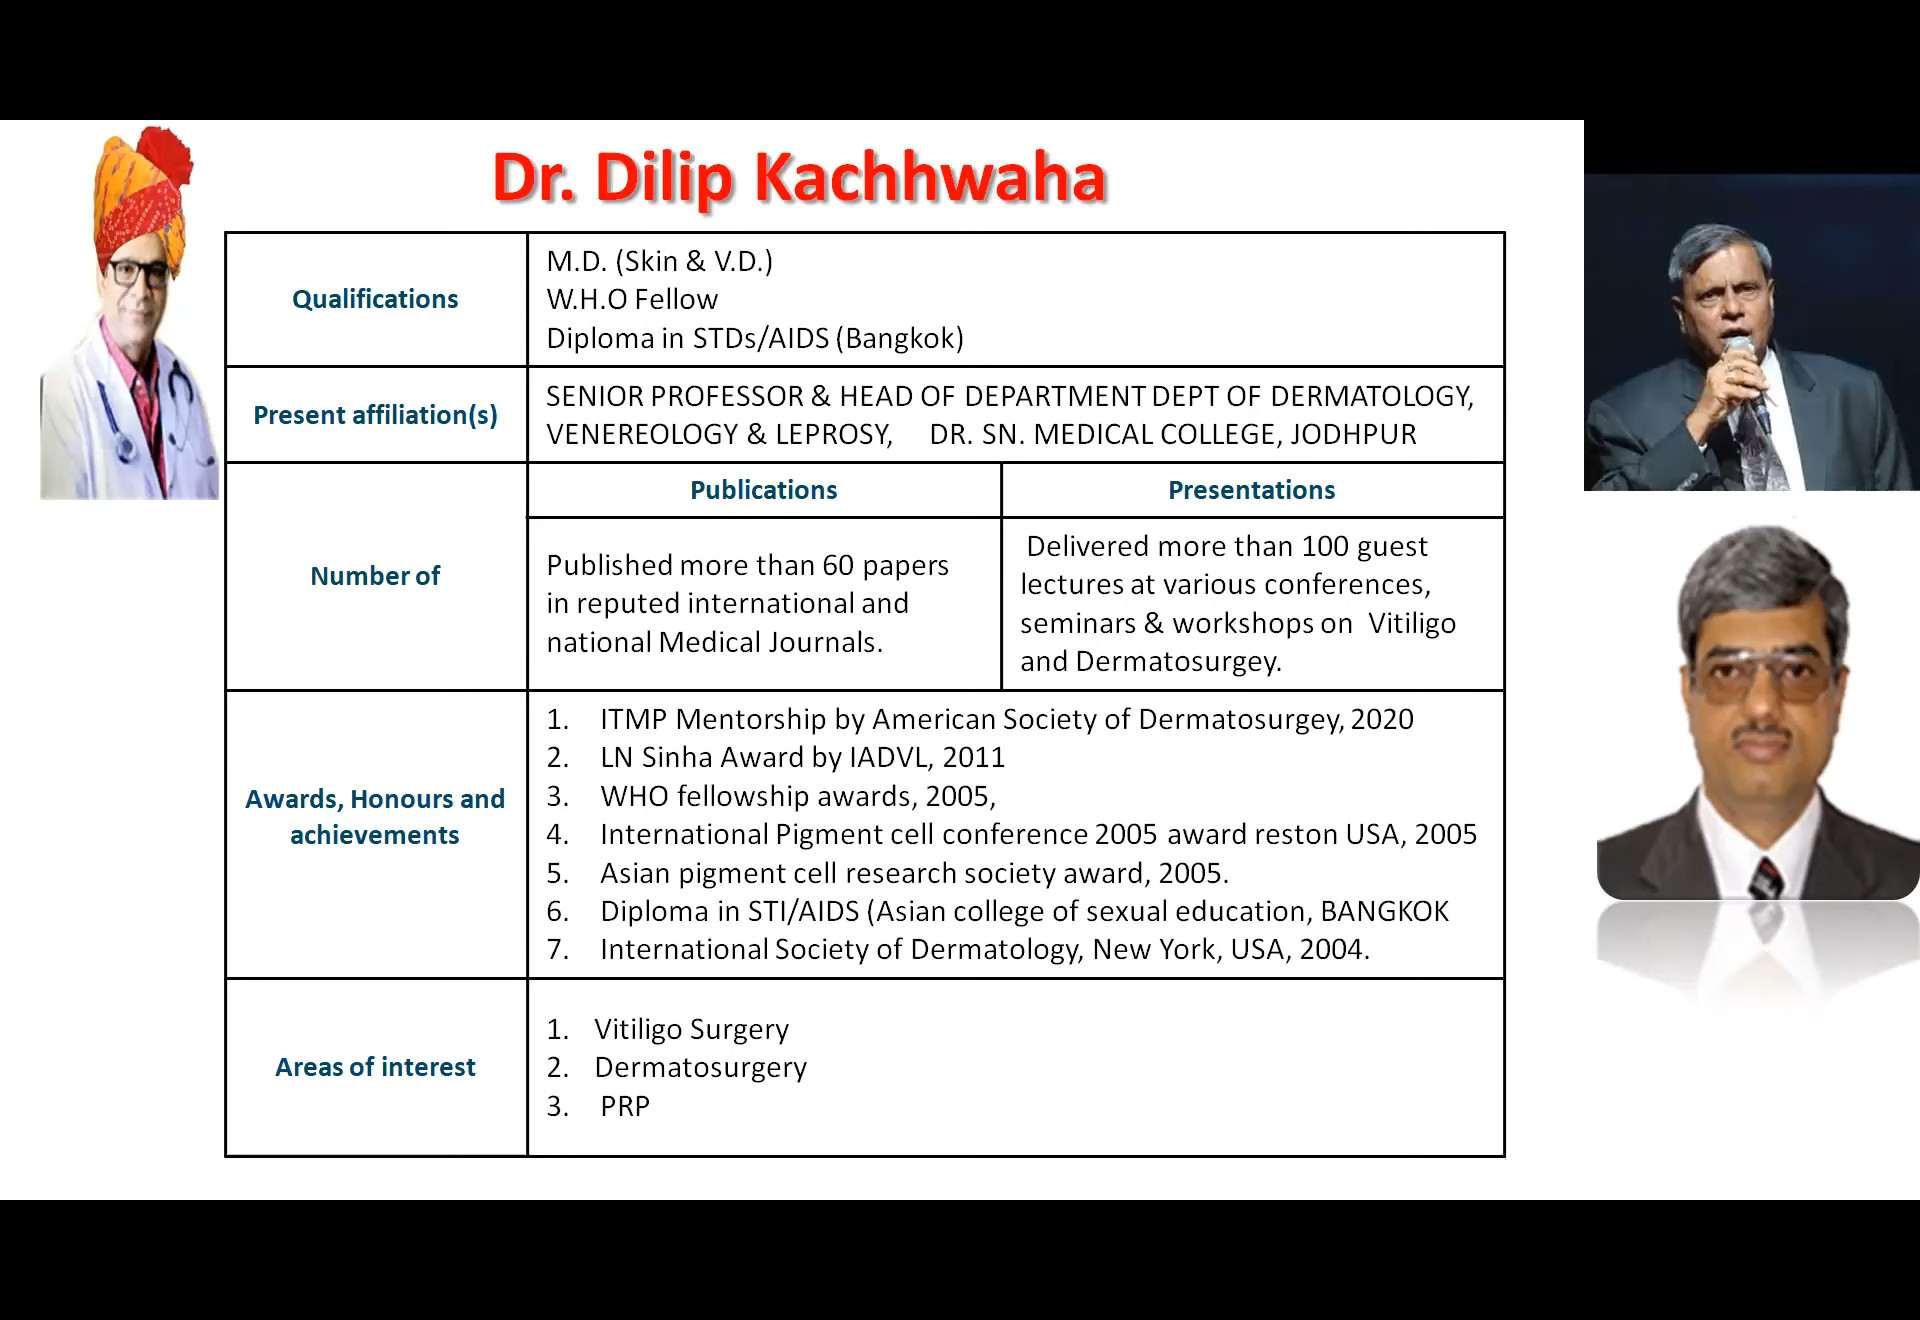 Dr. Dilip Kachhwaha
Qualifications
M.D. (Skin & V.D.)
W.H.O Fellow
Diploma in STDs/AIDS (Bangkok)
Present affiliation(s)
SENIOR PROFESSOR & HEAD OF DEPARTMENT DEPT OF DERMATOLOGY,
VENEREOLOGY & LEPROSY, DR. SN. MEDICAL COLLEGE, JODHPUR
Number of
Publications
Presentations
Published more than 60 papers
in reputed international and
national Medical Journals.
Delivered more than 100 guest
lectures at various conferences,
seminars & workshops on Vitiligo
and Dermatosurgey.
Awards, Honours and
achievements
1. ITMP Mentorship by American Society of Dermatosurgey, 2020
2. LN Sinha Award by IADVL, 2011
3. WHO fellowship awards, 2005,
4. International Pigment cell conference 2005 award reston USA, 2005
5. Asian pigment cell research society award, 2005.
6. Diploma in STI/AIDS (Asian college of sexual education, BANGKOK
7. International Society of Dermatology, New York, USA, 2004.
Areas of interest
1. Vitiligo Surgery
2. Dermatosurgery
3. PRP